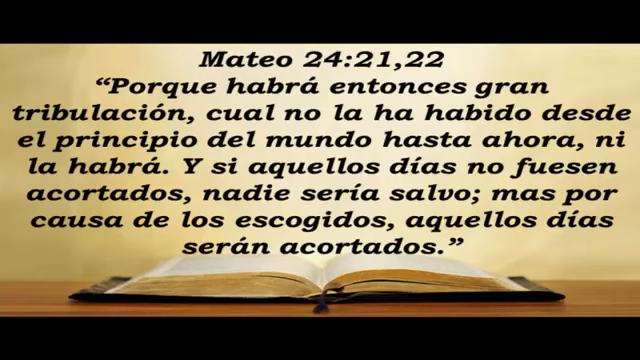 Mateo 24:21,22
“Porque habrá entonces gran
tribulación, cual no la ha habido desde
el principio del mundo hasta ahora, ni
la habrá. Y si aquellos días no fuesen
acortados, nadie sería salvo; mas por
causa de los escogidos, aquellos días
serán acortados.”